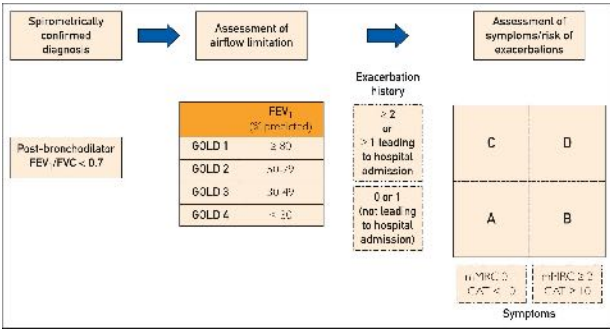 Spirometrically
confirmed
diagnosis
Assessment of
airflow limitation
Assessment of
symptoms/risk of
exacerbations
Post-bronchodilator
FEV₁/FVC < 0.7
FEV₁
(% predicted)
GOLD 1 ≥ 80
GOLD 2 50-79
GOLD 3 30-49
GOLD 4 < 30
Exacerbation
history
≥ 2
or
≥ 1 leading
to hospital
admission
0 or 1
(not leading
to hospital
admission)
C D
A B
mMRC 0
CAT < 10
mMRC ≥ 2
CAT ≥ 10
Symptoms